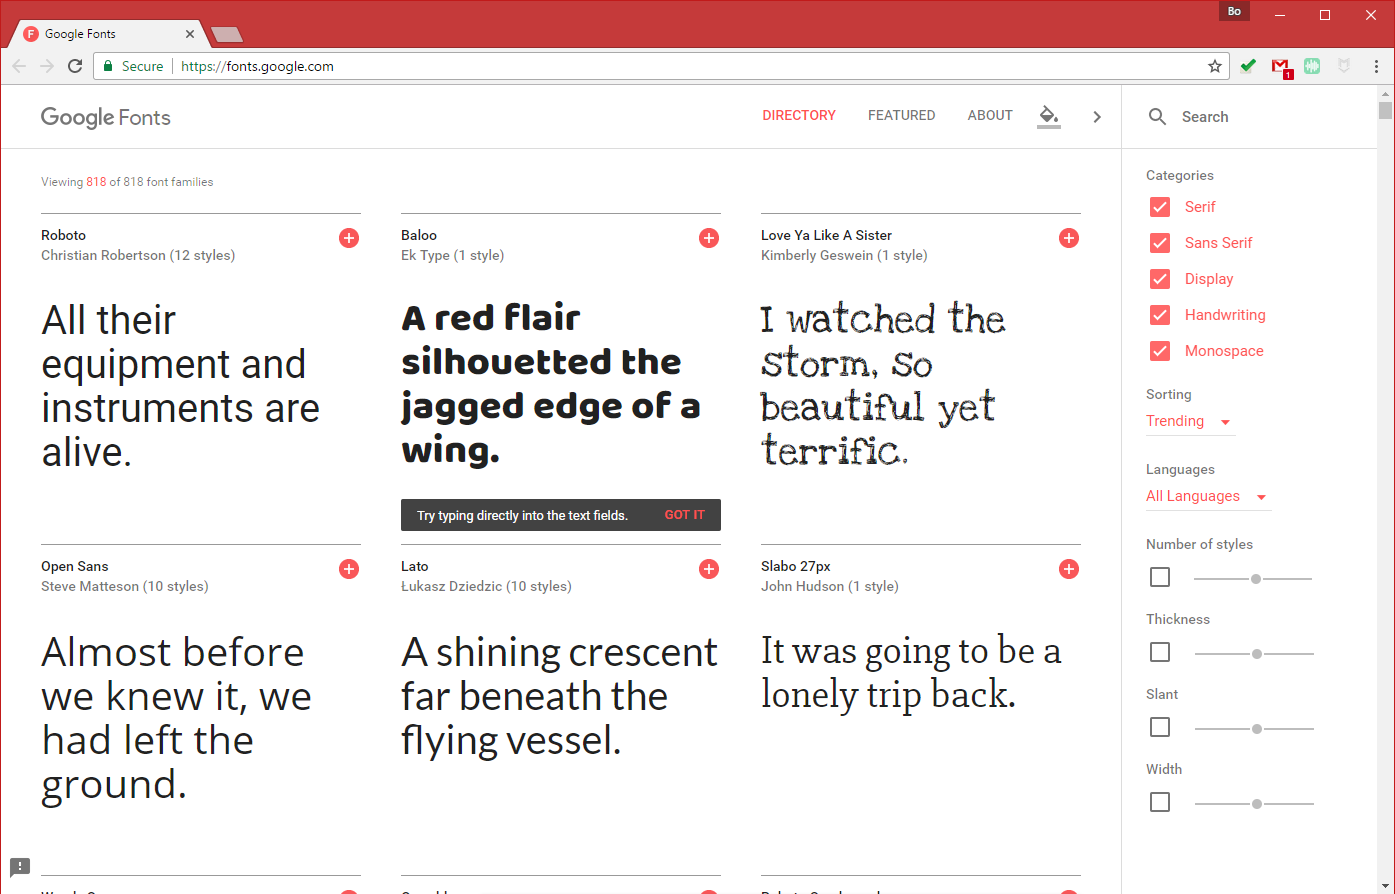 Bo
Google Fonts
Secure
https://fonts.google.com
1
Google Fonts
DIRECTORY
FEATURED
ABOUT
Search
Viewing 818 of 818 font families
Roboto
Christian Robertson (12 styles)
All their
equipment and
instruments are
alive.
Baloo
Ek Type (1 style)
A red flair
silhouetted the
jagged edge of a
wing.
Try typing directly into the text fields.
GOT IT
Love Ya Like A Sister
Kimberly Geswein (1 style)
I watched the
storm, so
beautiful yet
terrific.
Open Sans
Steve Matteson (10 styles)
Almost before
we knew it, we
had left the
ground.
Lato
Łukasz Dziedzic (10 styles)
A shining crescent
far beneath the
flying vessel.
Slabo 27px
John Hudson (1 style)
It was going to be a
lonely trip back.
Categories
Serif
Sans Serif
Display
Handwriting
Monospace
Sorting
Trending
Languages
All Languages
Number of styles
Thickness
Slant
Width